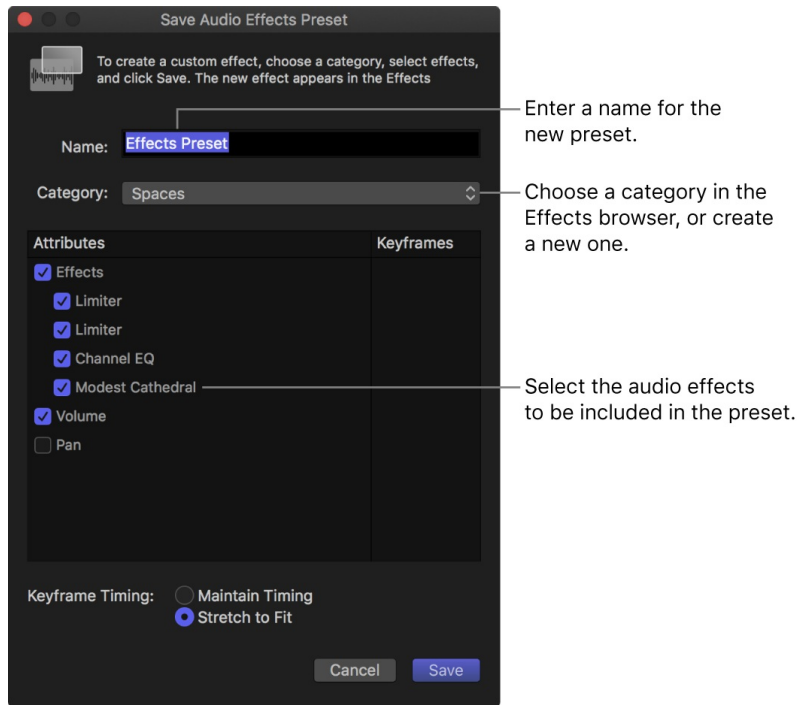 Save Audio Effects Preset
To create a custom effect, choose a category, select effects,
and click Save. The new effect appears in the Effects
Name: Effects Preset
Enter a name for the
new preset.
Category: Spaces
Choose a category in the
Effects browser, or create
a new one.
Attributes Keyframes
Effects
Limiter
Limiter
Channel EQ
Modest Cathedral
Select the audio effects
to be included in the preset.
Volume
Pan
Keyframe Timing: Maintain Timing
Stretch to Fit
Cancel Save